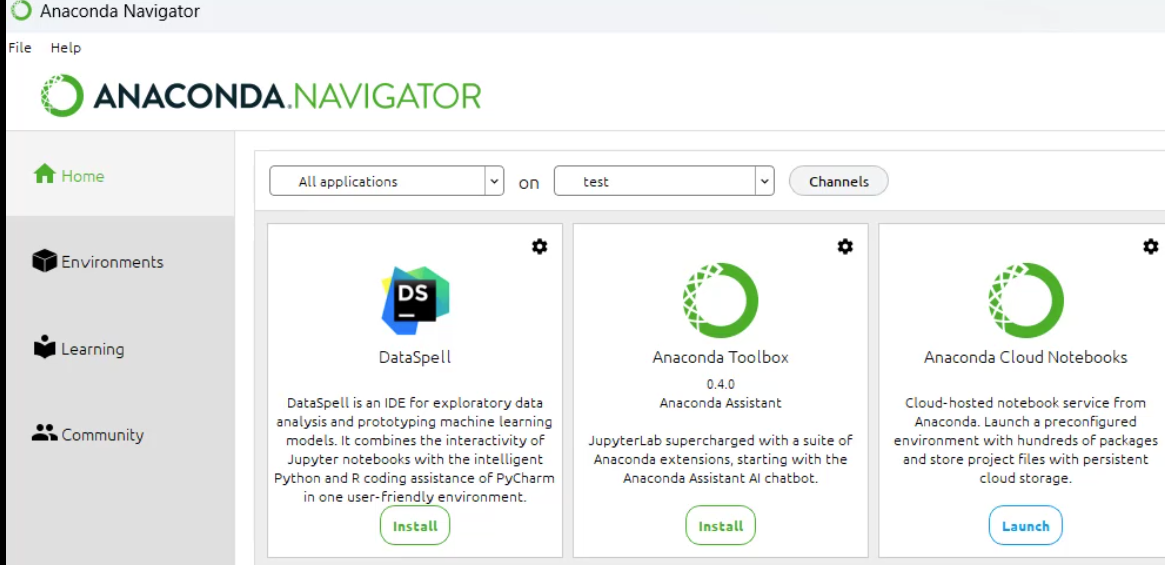 Anaconda Navigator
File Help
ANACONDA.NAVIGATOR
Home
All applications on test Channels
Environments
Learning
Community
DS
DataSpell
DataSpell is an IDE for exploratory data
analysis and prototyping machine learning
models. It combines the interactivity of
Jupyter notebooks with the intelligent
Python and R coding assistance of PyCharm
in one user-friendly environment.
Install
Anaconda Toolbox
0.4.0
Anaconda Assistant
JupyterLab supercharged with a suite of
Anaconda extensions, starting with the
Anaconda Assistant AI chatbot.
Install
Anaconda Cloud Notebooks
Cloud-hosted notebook service from
Anaconda. Launch a preconfigured
environment with hundreds of packages
and store project files with persistent
cloud storage.
Launch